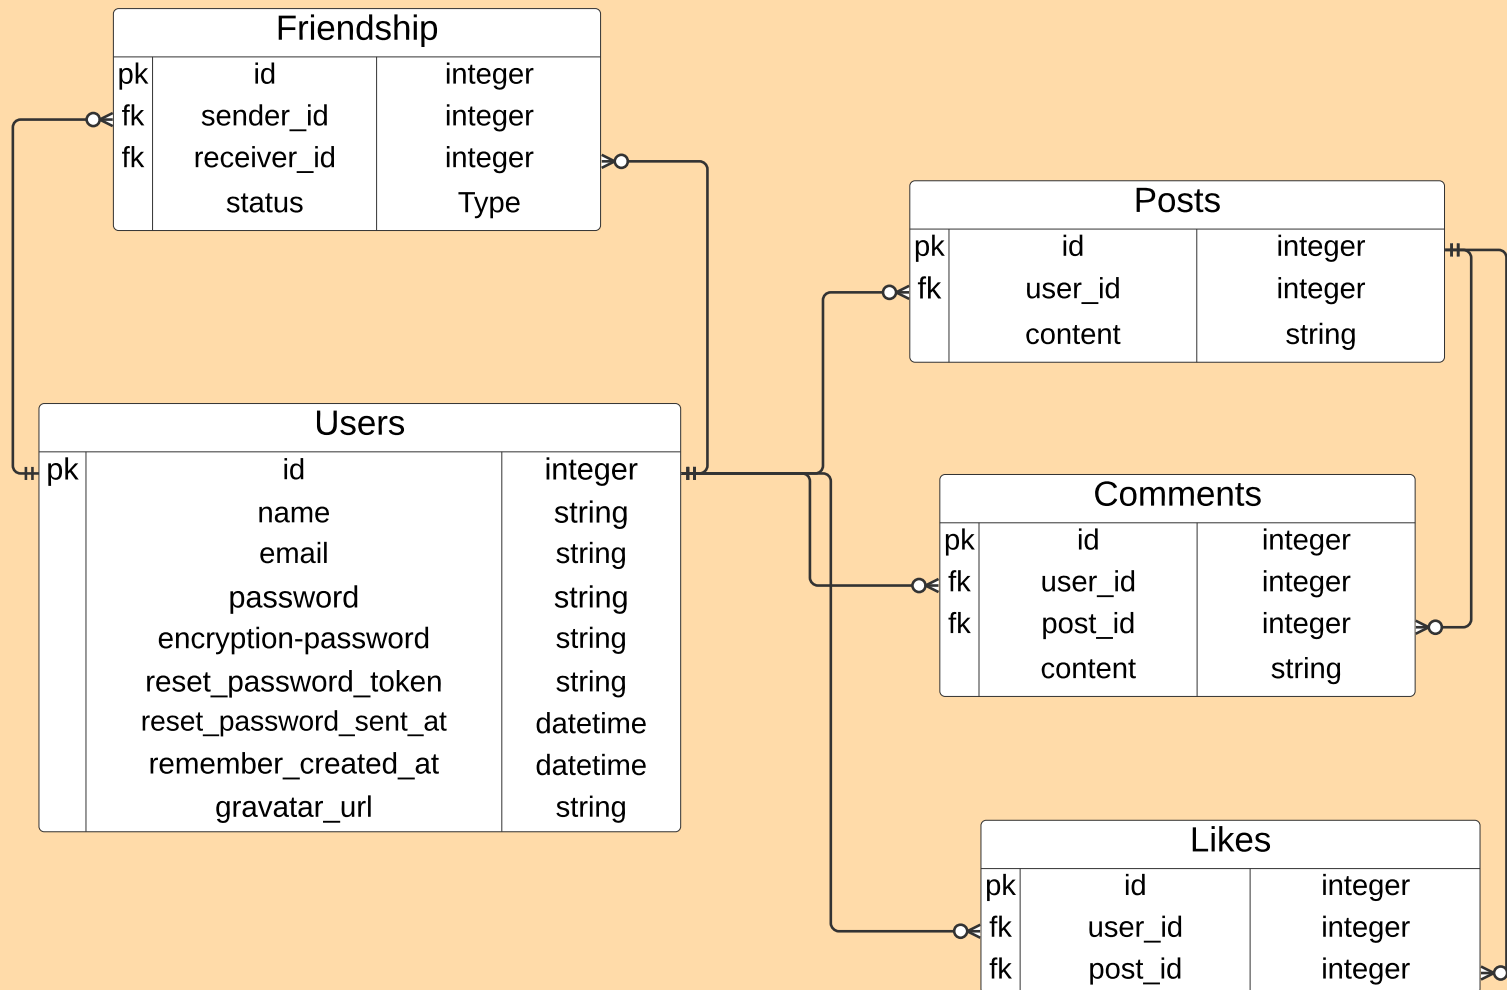 Friendship
pk id integer
fk sender_id integer
fk receiver_id integer
status Type
Posts
pk id integer
fk user_id integer
content string
Users
pk id integer
name string
email string
password string
encryption-password string
reset_password_token string
reset_password_sent_at datetime
remember_created_at datetime
gravatar_url string
Comments
pk id integer
fk user_id integer
fk post_id integer
content string
Likes
pk id integer
fk user_id integer
fk post_id integer